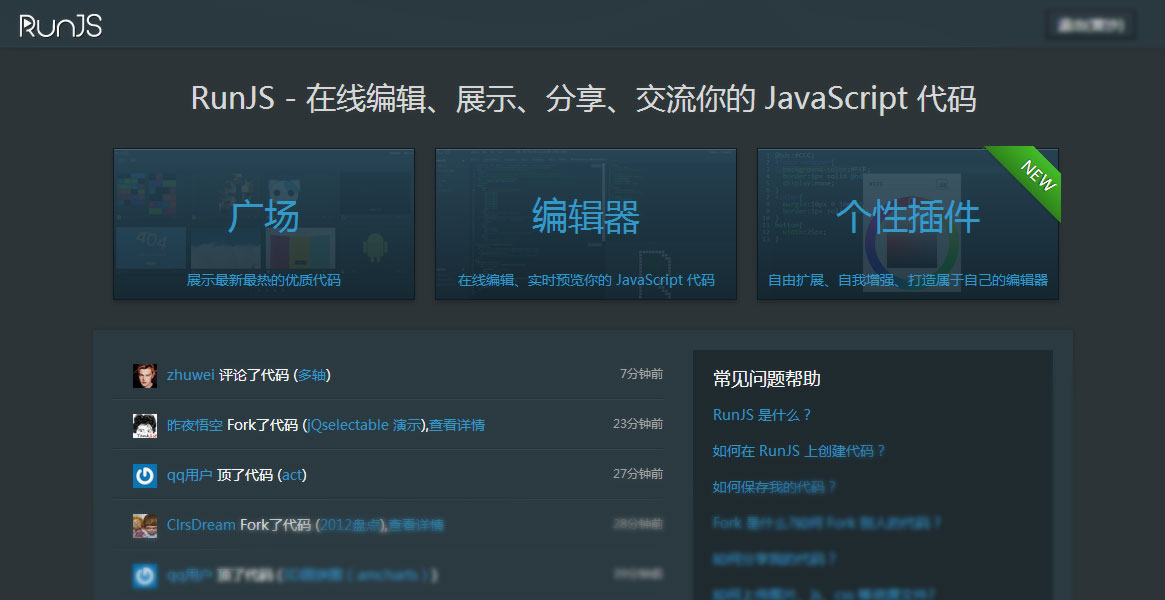 RunJS
RunJS - 在线编辑、展示、分享、交流你的 JavaScript 代码
广场
展示最新最热的优质代码
404
编辑器
在线编辑、实时预览你的 JavaScript 代码
NEW
个性插件
自由扩展、自我增强、打造属于自己的编辑器
zhuwei 评论了代码 (多轴)
7分钟前
昨夜悟空 Fork了代码 (jQselectable 演示),查看详情
23分钟前
qq用户 顶了代码 (act)
27分钟前
ClrsDream Fork了代码 (2012盘点),查看详情
28分钟前
qq用户 顶了代码 (amcharts)
常见问题帮助
RunJS 是什么？
如何在 RunJS 上创建代码？
如何保存我的代码？
Fork 是什么?如何 Fork 别人的代码？
如何分享我的代码？